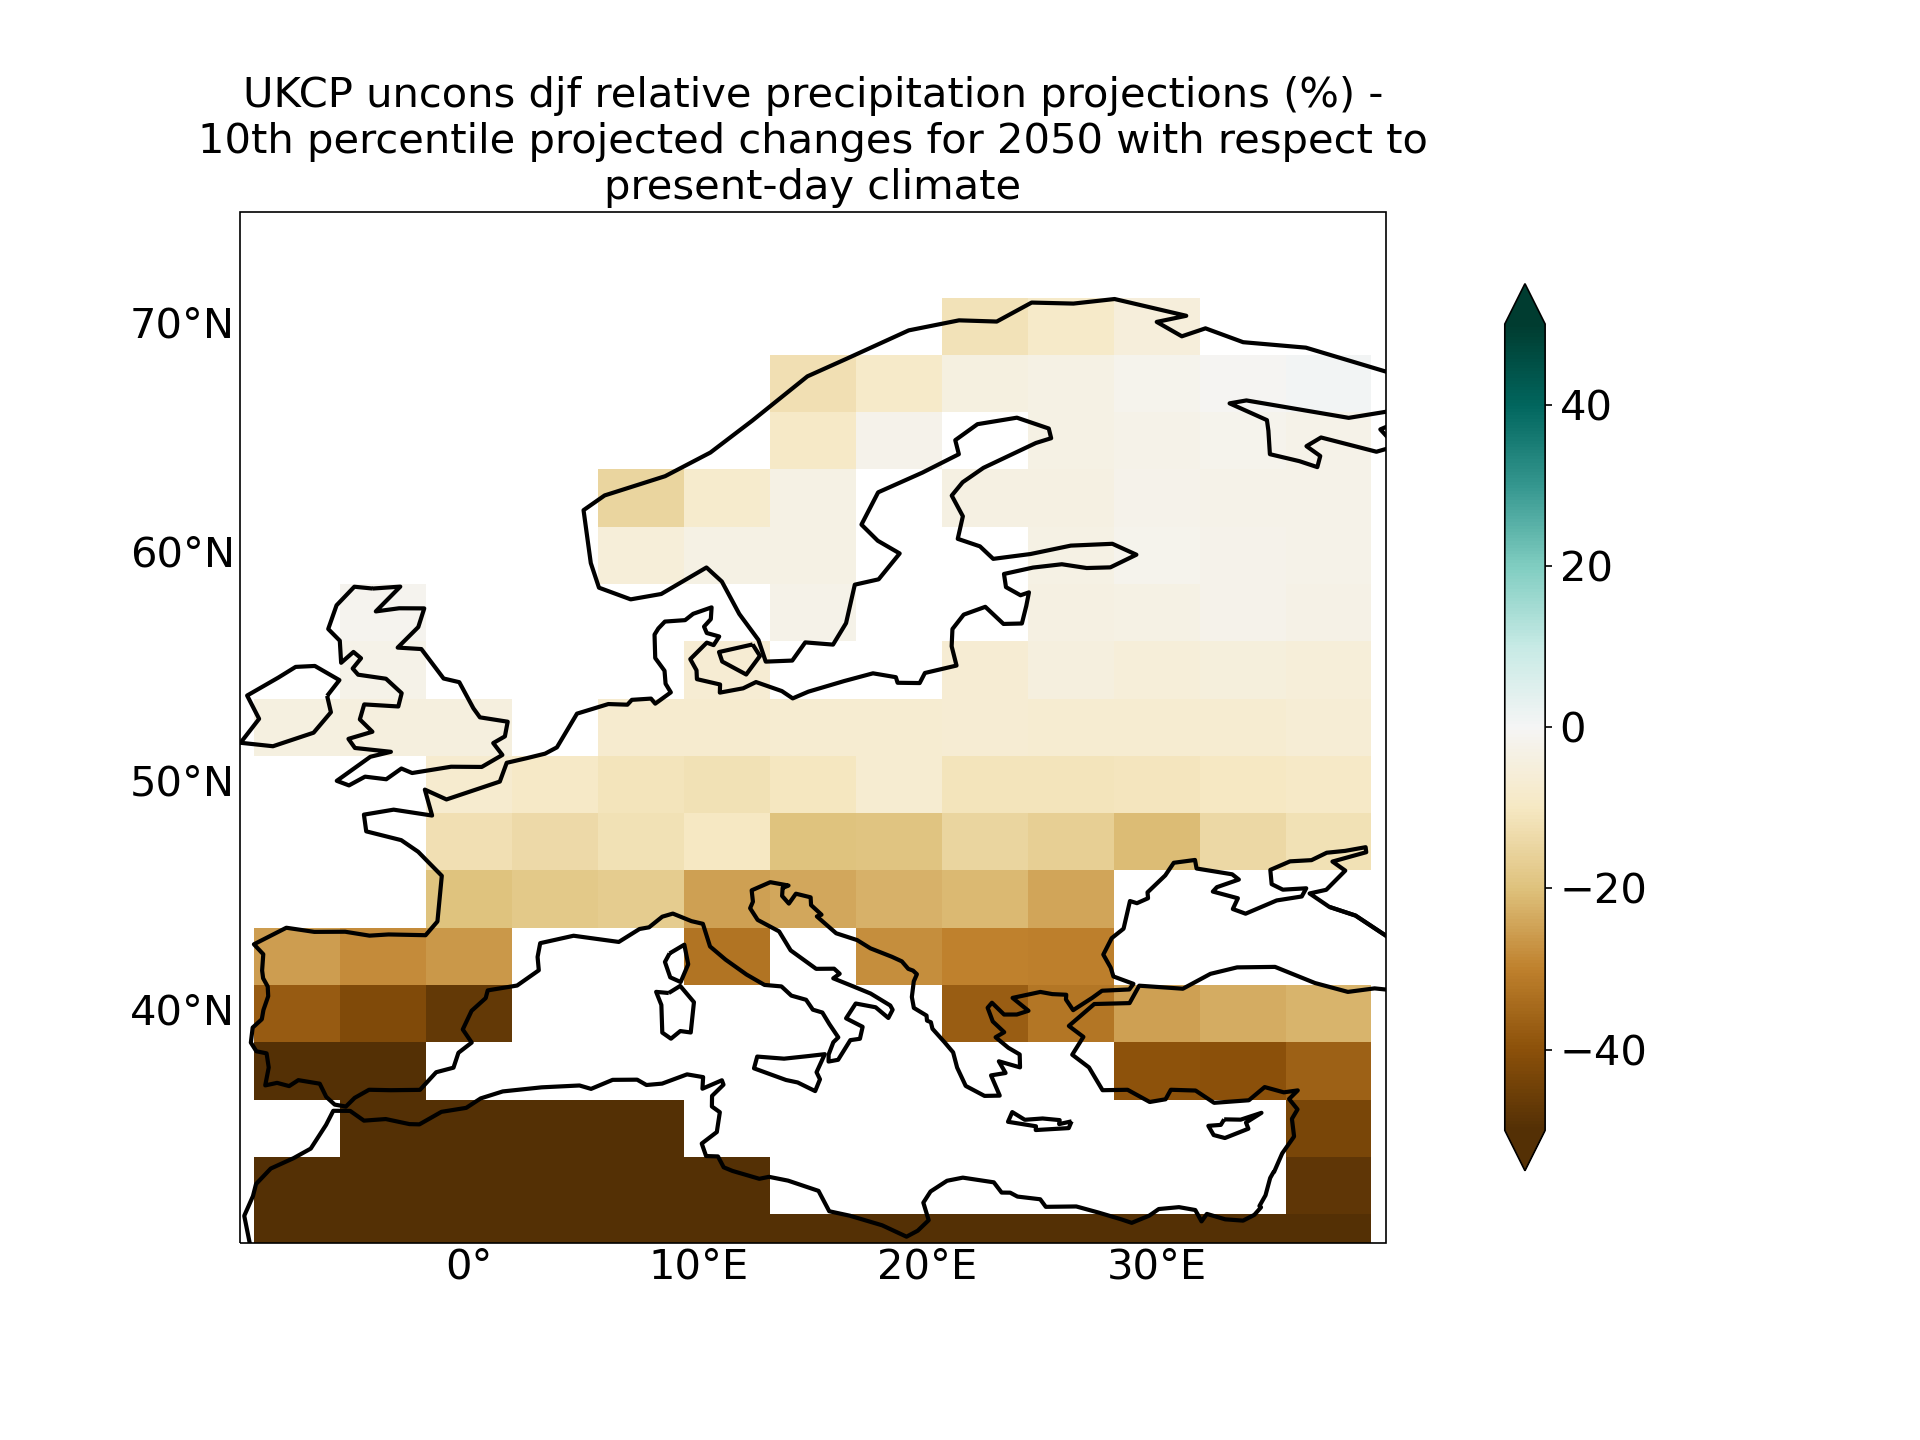 UKCP uncons djf relative precipitation projections (%) -
10th percentile projected changes for 2050 with respect to
present-day climate
70°N
60°N
50°N
40°N
0°
10°E
20°E
30°E
40
20
0
−20
−40